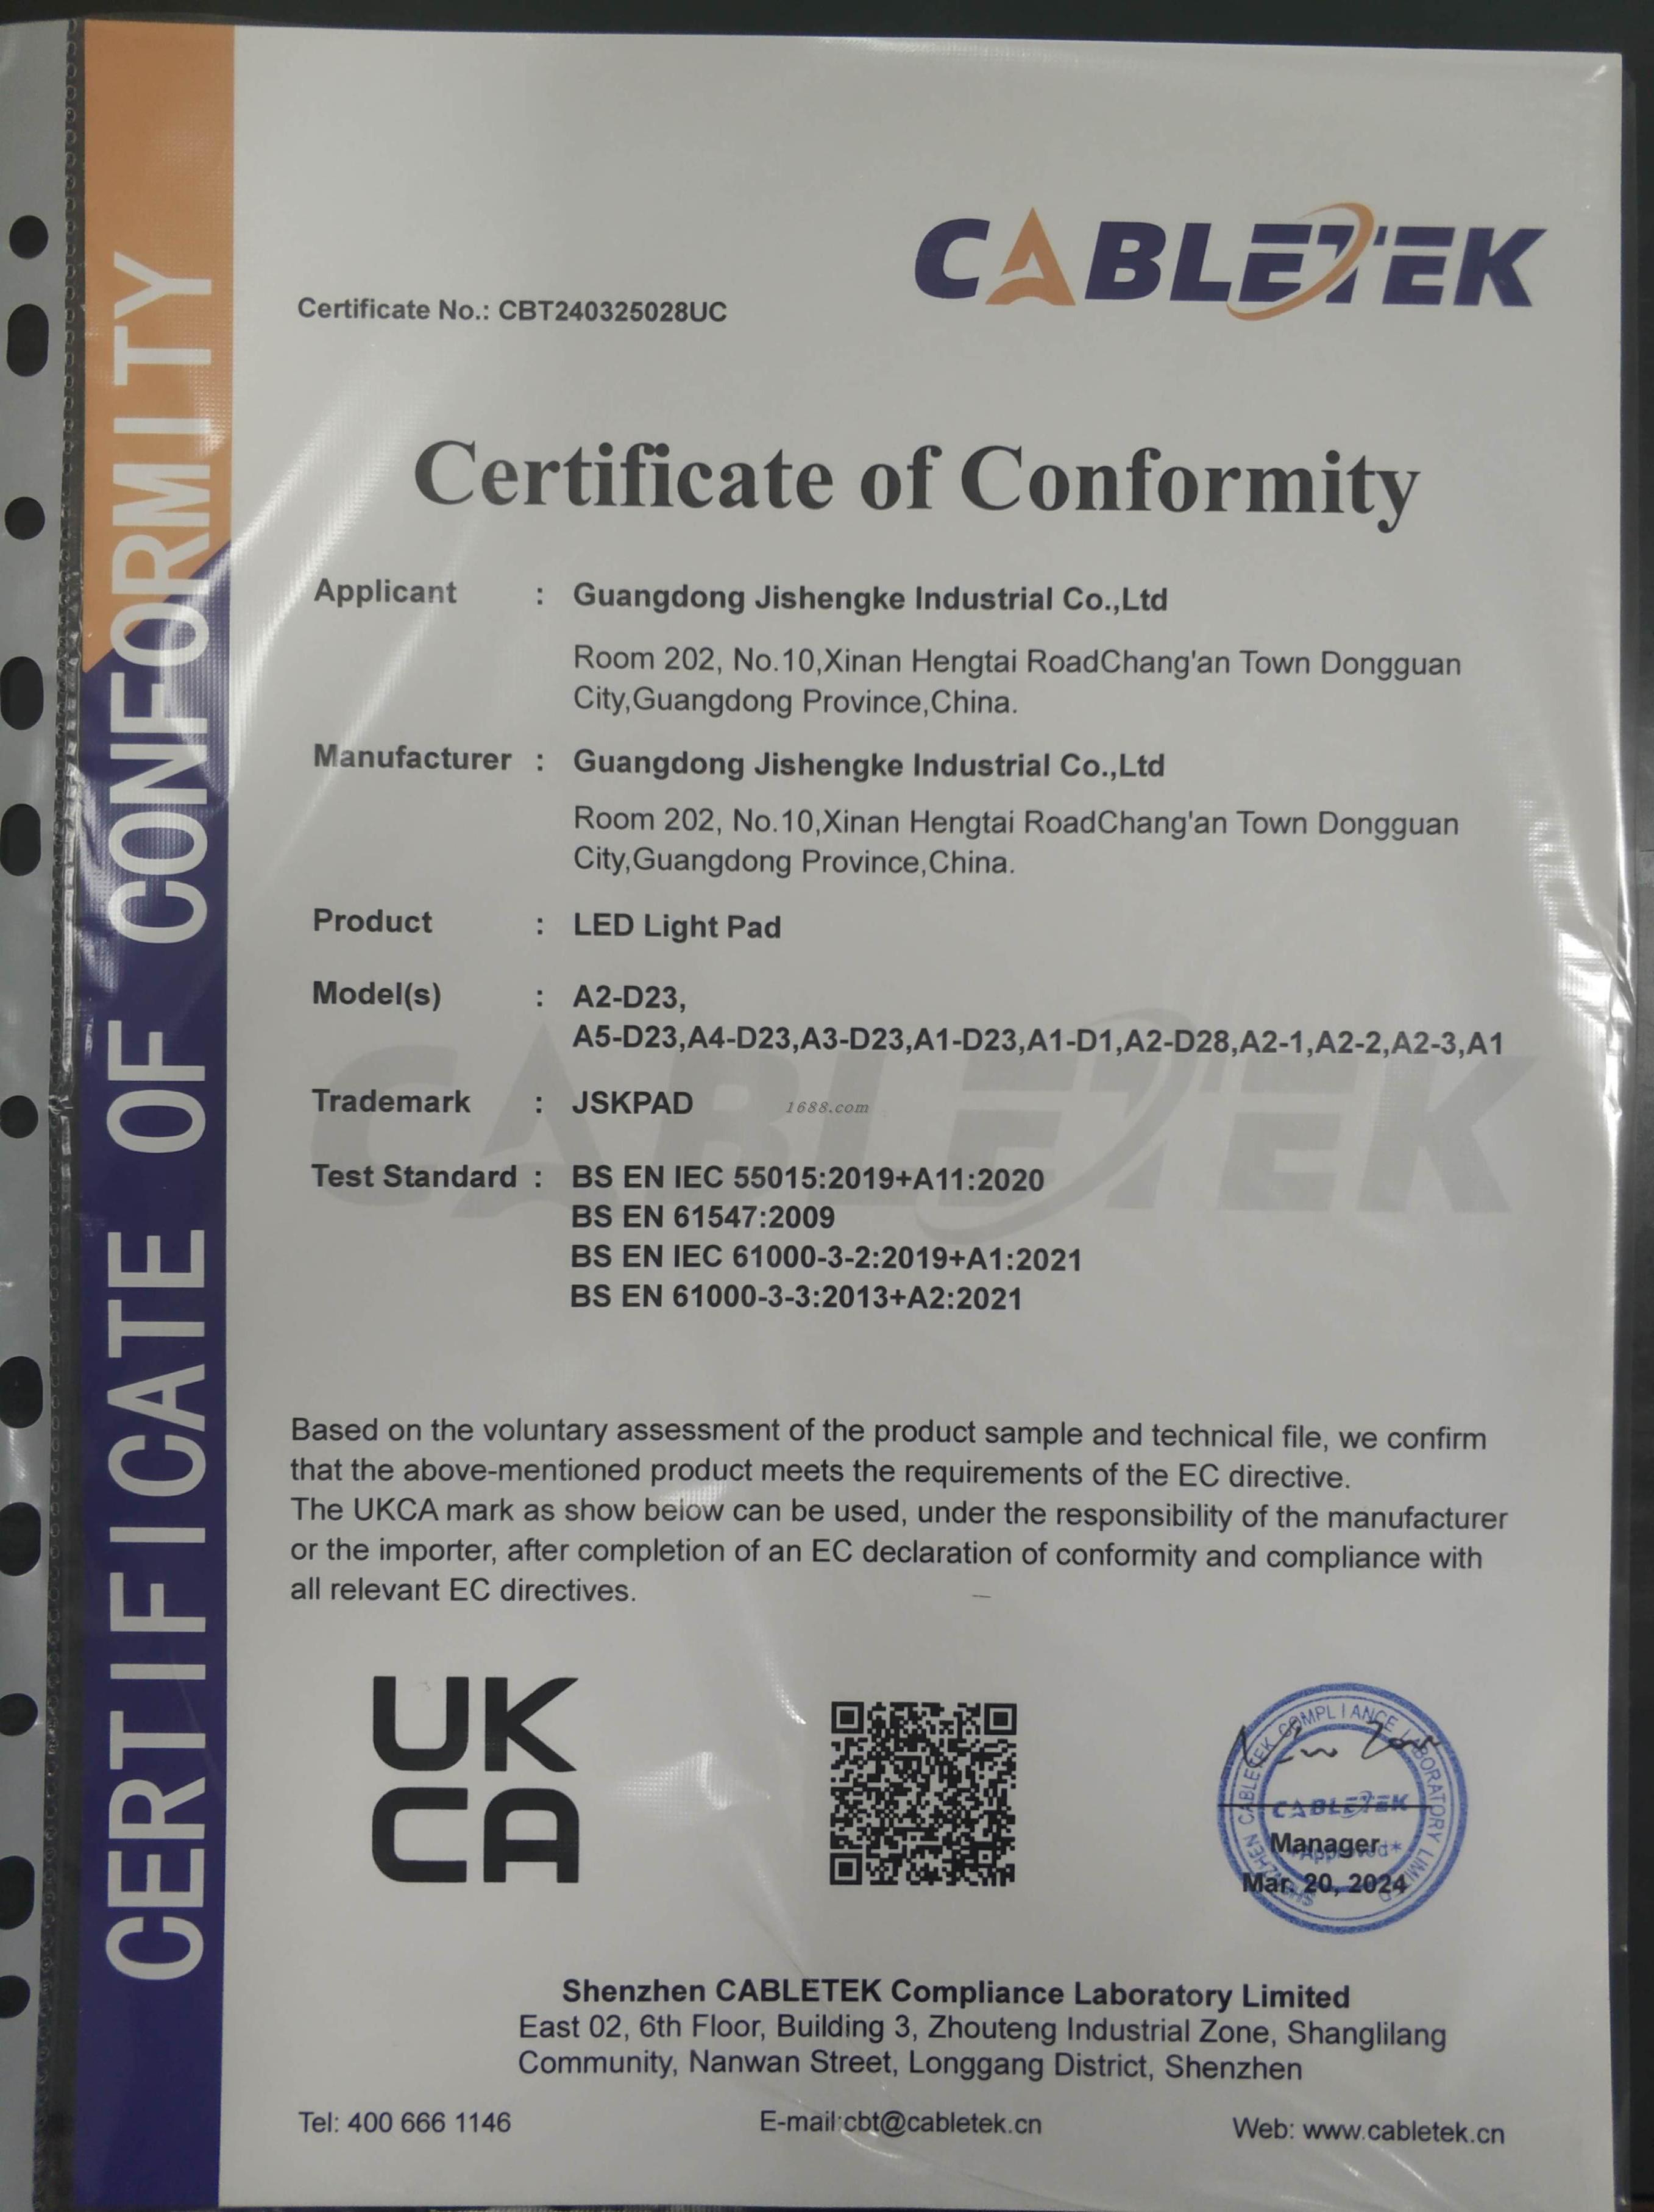 CERTIFICATE OF CONFORMITY
CABLETEK
Certificate No.: CBT240325028UC
Certificate of Conformity
Applicant : Guangdong Jishengke Industrial Co.,Ltd
Room 202, No.10,Xinan Hengtai RoadChang'an Town Dongguan
City,Guangdong Province,China.
Manufacturer : Guangdong Jishengke Industrial Co.,Ltd
Room 202, No.10,Xinan Hengtai RoadChang'an Town Dongguan
City,Guangdong Province,China.
Product : LED Light Pad
Model(s) : A2-D23,
A5-D23,A4-D23,A3-D23,A1-D23,A1-D1,A2-D28,A2-1,A2-2,A2-3,A1
CABLETEK
Trademark : JSKPAD
1688.com
Test Standard : BS EN IEC 55015:2019+A11:2020
BS EN 61547:2009
BS EN IEC 61000-3-2:2019+A1:2021
BS EN 61000-3-3:2013+A2:2021
Based on the voluntary assessment of the product sample and technical file, we confirm
that the above-mentioned product meets the requirements of the EC directive.
The UKCA mark as show below can be used, under the responsibility of the manufacturer
or the importer, after completion of an EC declaration of conformity and compliance with
all relevant EC directives.
UK
CA
SHENZHEN CABLETEK COMPLIANCE LABORATORY LIMITED
CABLETEK
*Approved*
Manager
Mar. 20, 2024
Shenzhen CABLETEK Compliance Laboratory Limited
East 02, 6th Floor, Building 3, Zhouteng Industrial Zone, Shanglilang
Community, Nanwan Street, Longgang District, Shenzhen
Tel: 400 666 1146
E-mail:cbt@cabletek.cn
Web: www.cabletek.cn